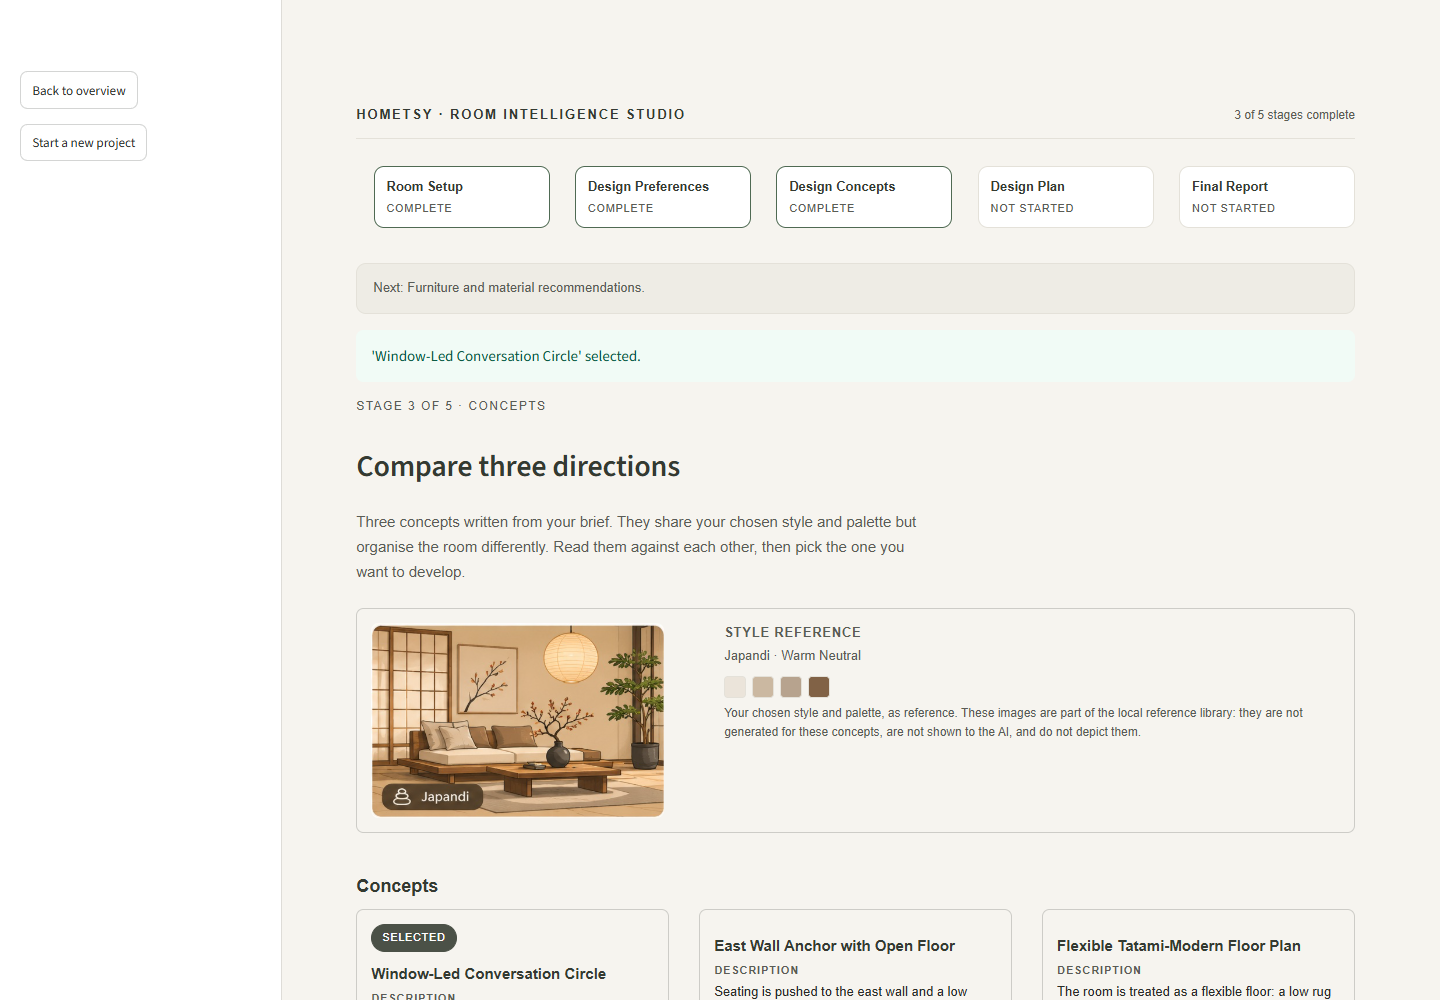 Back to overview
Start a new project
HOMETSY · ROOM INTELLIGENCE STUDIO
3 of 5 stages complete
Room Setup
COMPLETE
Design Preferences
COMPLETE
Design Concepts
COMPLETE
Design Plan
NOT STARTED
Final Report
NOT STARTED
Next: Furniture and material recommendations.
'Window-Led Conversation Circle' selected.
STAGE 3 OF 5 · CONCEPTS
Compare three directions
Three concepts written from your brief. They share your chosen style and palette but
organise the room differently. Read them against each other, then pick the one you
want to develop.
Japandi
STYLE REFERENCE
Japandi · Warm Neutral
Your chosen style and palette, as reference. These images are part of the local reference library: they are not
generated for these concepts, are not shown to the AI, and do not depict them.
Concepts
SELECTED
Window-Led Conversation Circle
DESCRIPTION
East Wall Anchor with Open Floor
DESCRIPTION
Seating is pushed to the east wall and a low
Flexible Tatami-Modern Floor Plan
DESCRIPTION
The room is treated as a flexible floor: a low rug